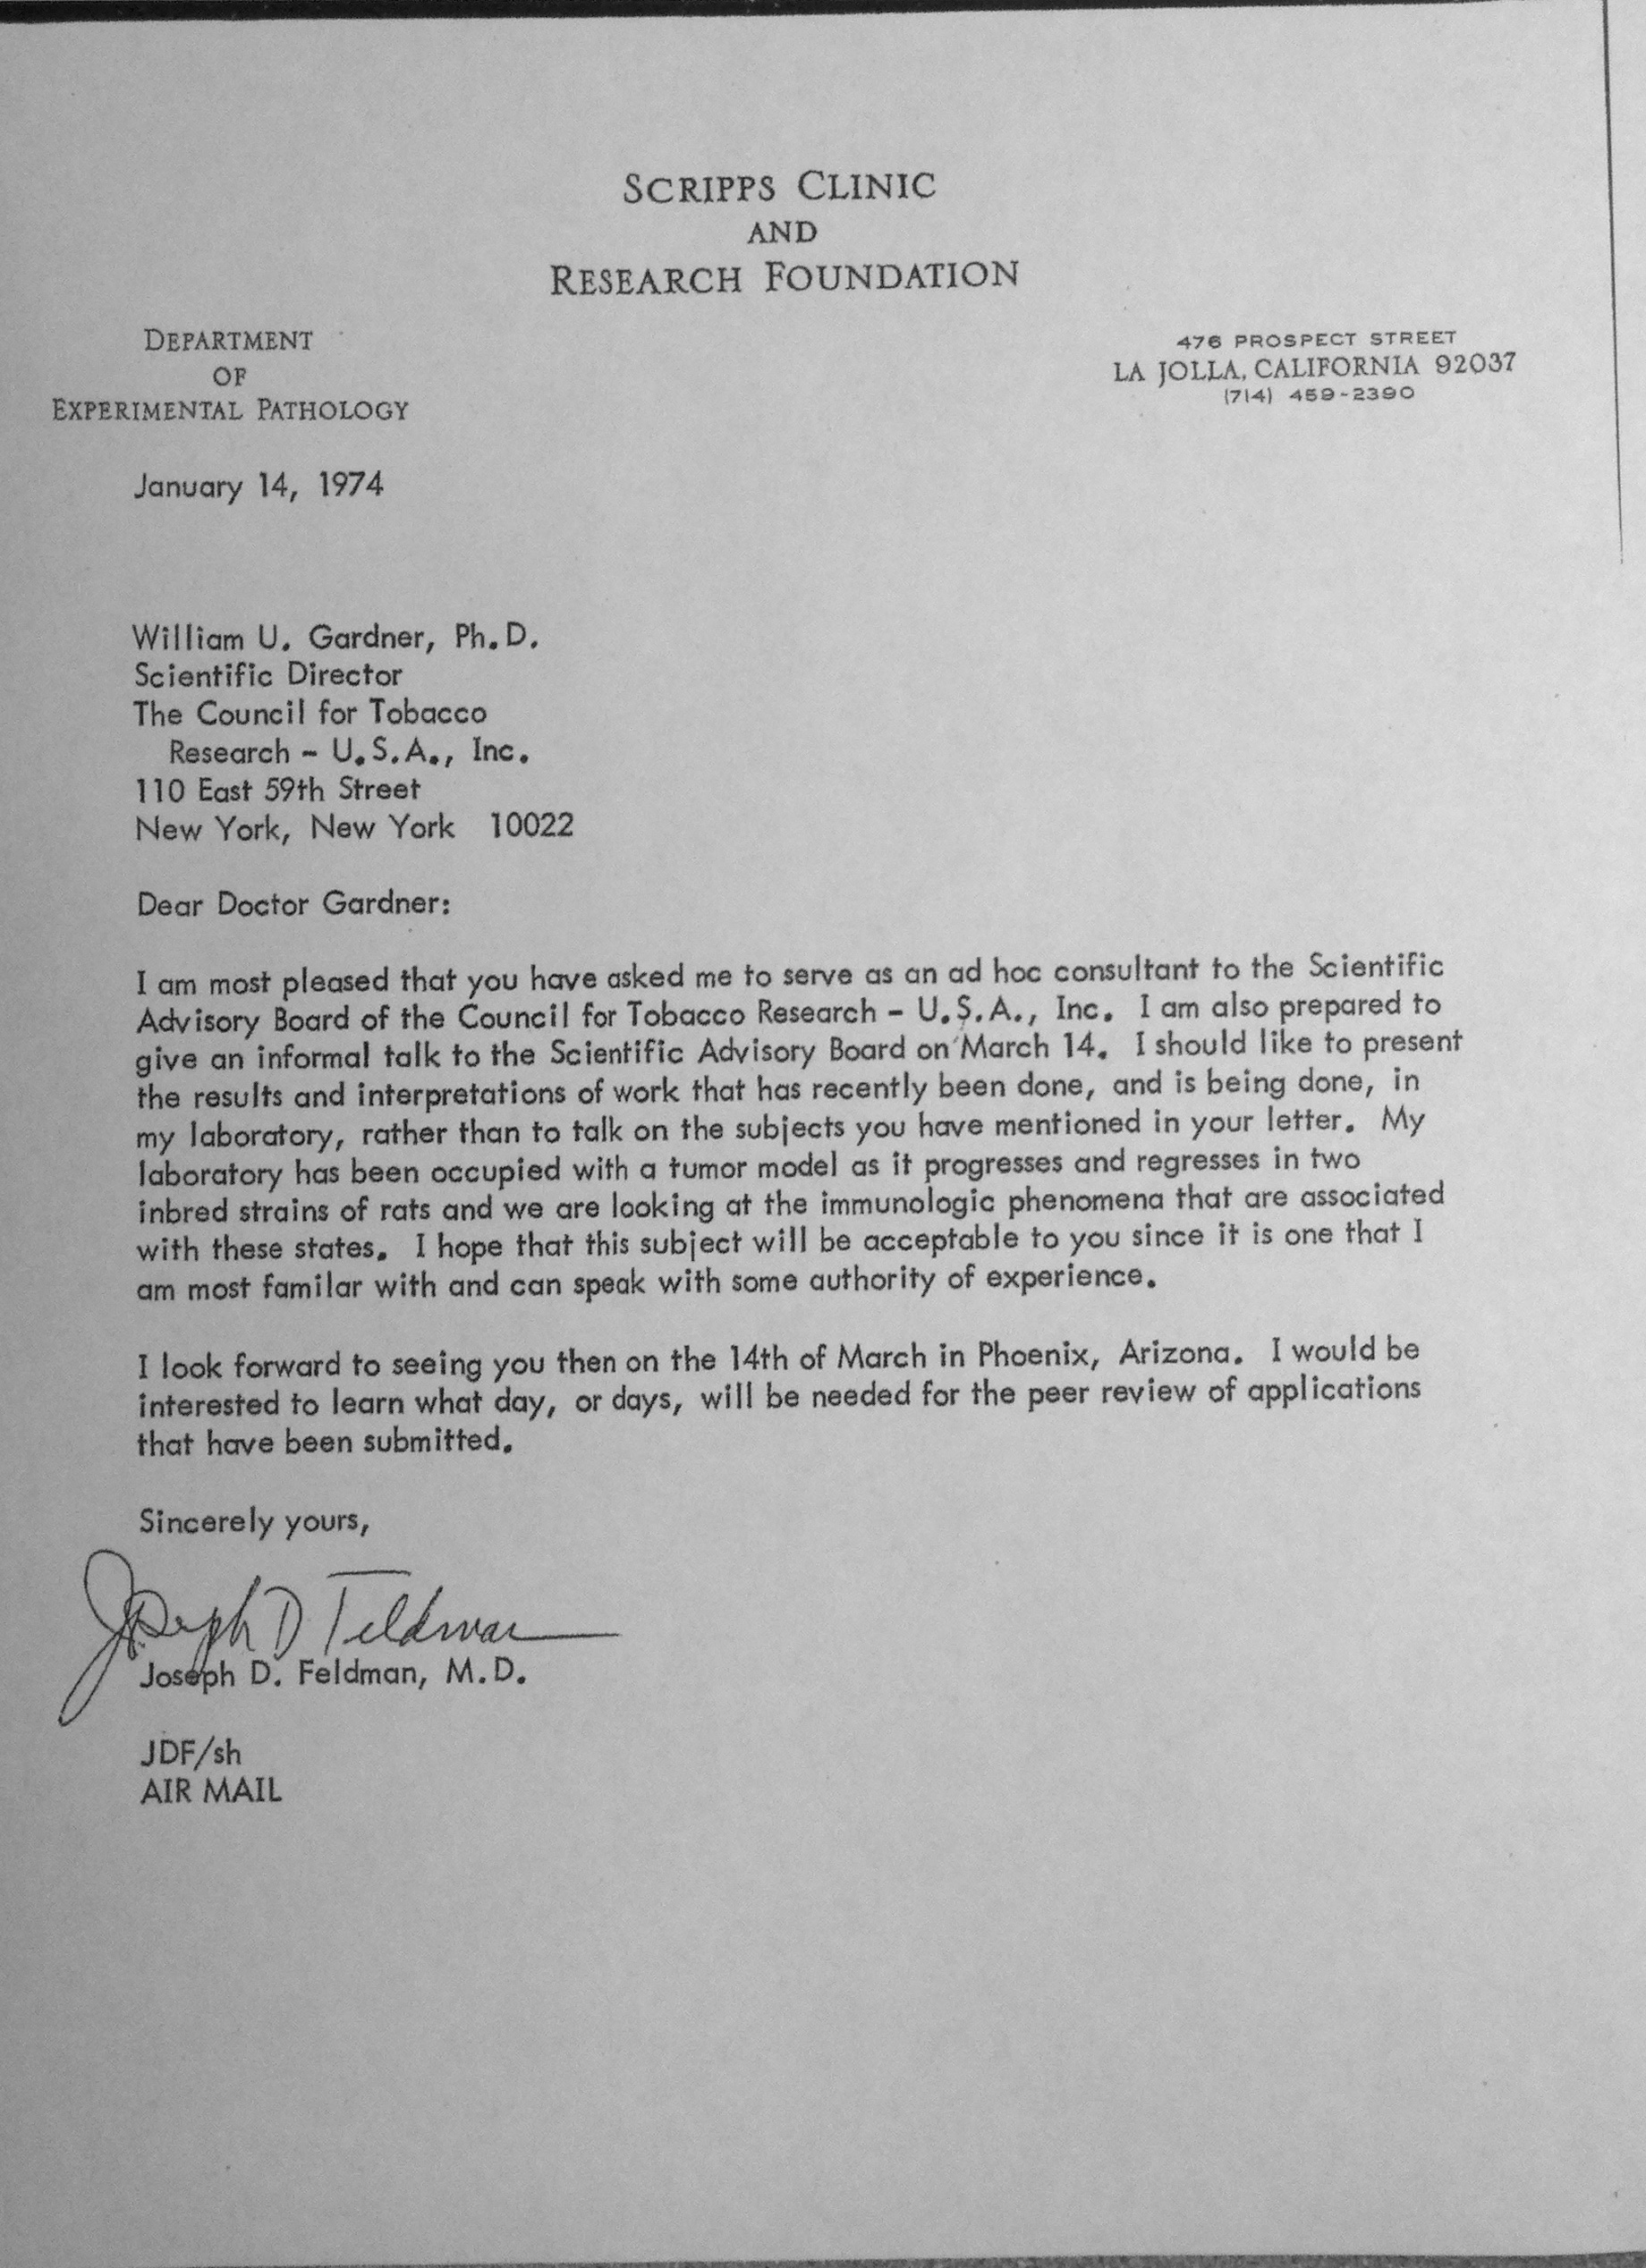 SCRIPPS CLINIC
AND
RESEARCH FOUNDATION
DEPARTMENT
OF
EXPERIMENTAL PATHOLOGY
476 PROSPECT STREET
LA JOLLA, CALIFORNIA 92037
(714) 459-2390
January 14, 1974
William U. Gardner, Ph.D.
Scientific Director
The Council for Tobacco
Research - U.S.A., Inc.
110 East 59th Street
New York, New York 10022
Dear Doctor Gardner:
I am most pleased that you have asked me to serve as an ad hoc consultant to the Scientific
Advisory Board of the Council for Tobacco Research - U.S.A., Inc. I am also prepared to
give an informal talk to the Scientific Advisory Board on March 14. I should like to present
the results and interpretations of work that has recently been done, and is being done, in
my laboratory, rather than to talk on the subjects you have mentioned in your letter. My
laboratory has been occupied with a tumor model as it progresses and regresses in two
inbred strains of rats and we are looking at the immunologic phenomena that are associated
with these states. I hope that this subject will be acceptable to you since it is one that I
am most familar with and can speak with some authority of experience.
I look forward to seeing you then on the 14th of March in Phoenix, Arizona. I would be
interested to learn what day, or days, will be needed for the peer review of applications
that have been submitted.
Sincerely yours,
Joseph D Feldman
Joseph D. Feldman, M.D.
JDF/sh
AIR MAIL